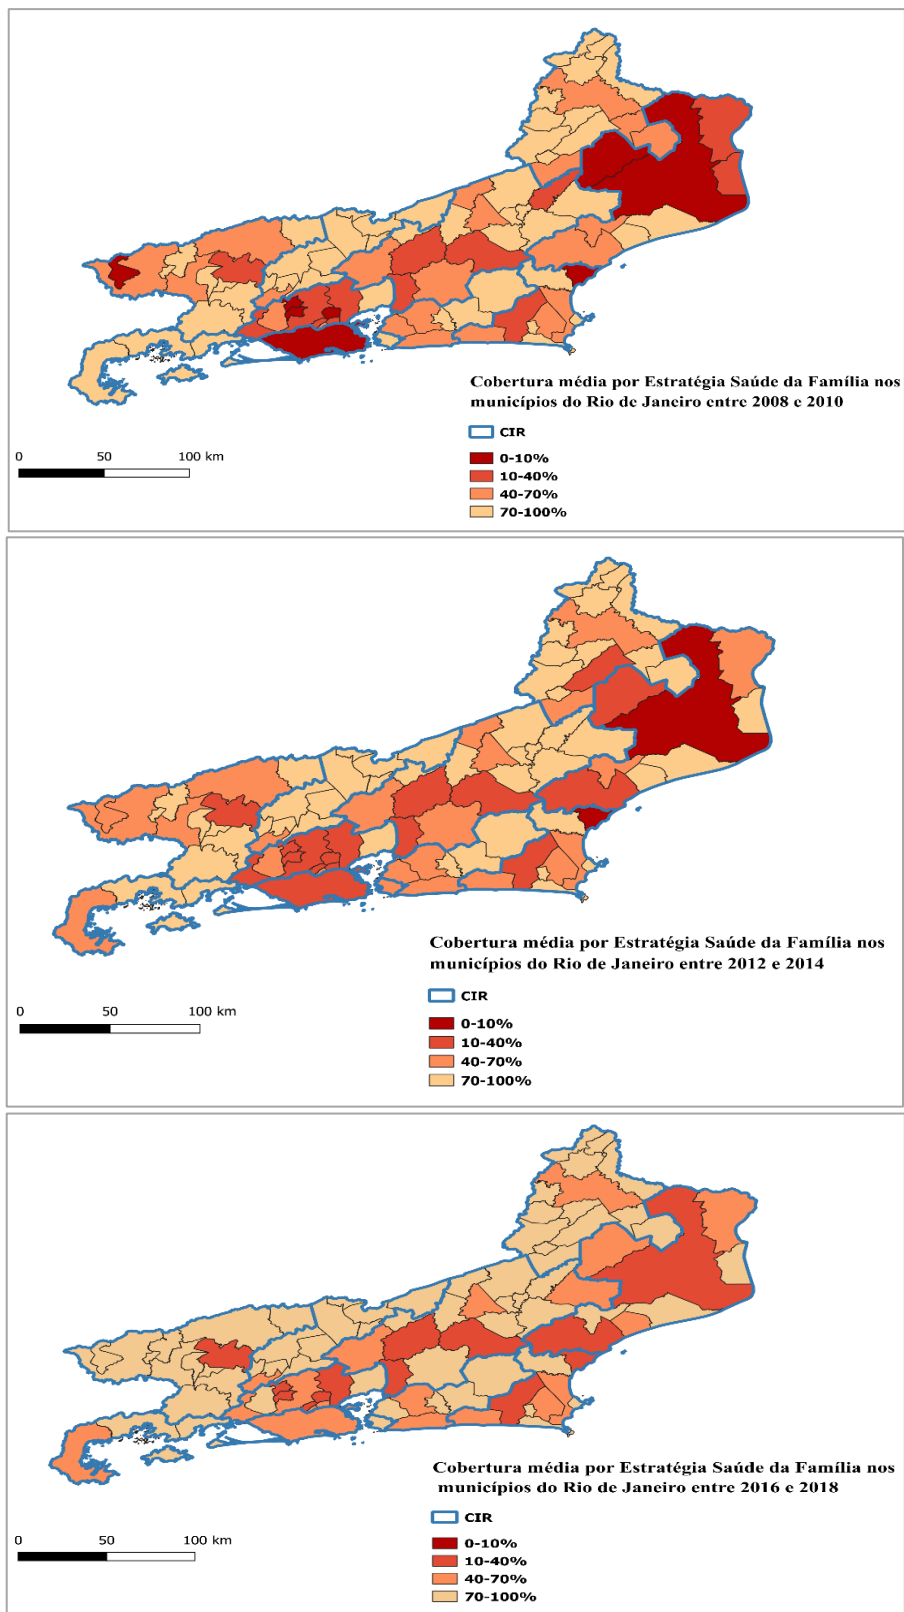 Cobertura média por Estratégia Saúde da Família nos
municípios do Rio de Janeiro entre 2008 e 2010
CIR
0 50 100 km
0-10%
10-40%
40-70%
70-100%
Cobertura média por Estratégia Saúde da Família nos
municípios do Rio de Janeiro entre 2012 e 2014
CIR
0 50 100 km
0-10%
10-40%
40-70%
70-100%
Cobertura média por Estratégia Saúde da Família nos
municípios do Rio de Janeiro entre 2016 e 2018
CIR
0 50 100 km
0-10%
10-40%
40-70%
70-100%